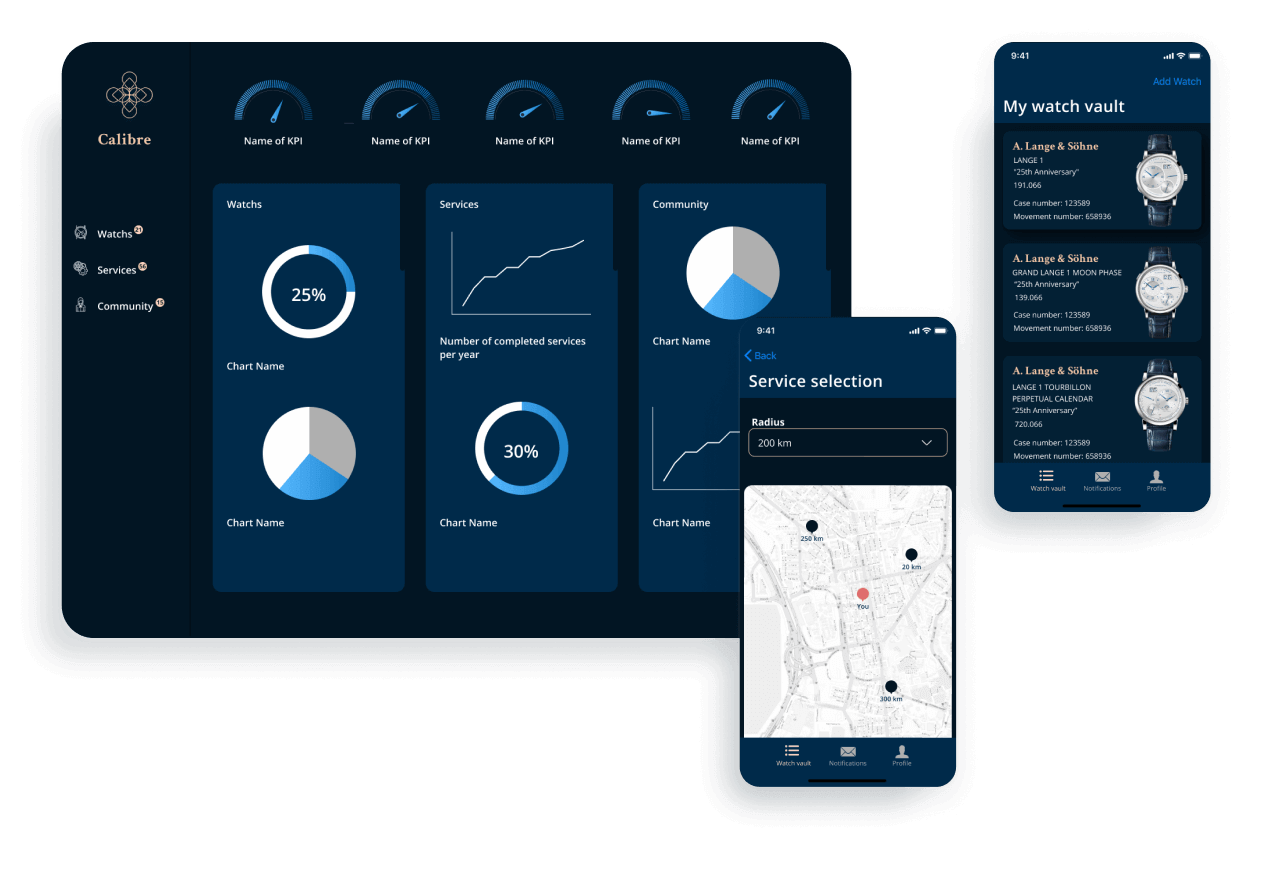 Calibre
Watchs 21
Services 56
Community 15
Name of KPI
Name of KPI
Name of KPI
Name of KPI
Name of KPI
Watchs
25%
Chart Name
Chart Name
Services
Number of completed services
per year
30%
Chart Name
Community
Chart Name
Chart Name
9:41
Back
Service selection
Radius
200 km
250 km
20 km
You
300 km
Watch vault
Notifications
Profile
9:41
Add Watch
My watch vault
A. Lange & Söhne
LANGE 1
"25th Anniversary"
191.066
Case number: 123589
Movement number: 658936
A. Lange & Söhne
GRAND LANGE 1 MOON PHASE
"25th Anniversary"
139.066
Case number: 123589
Movement number: 658936
A. Lange & Söhne
LANGE 1 TOURBILLON
PERPETUAL CALENDAR
"25th Anniversary"
720.066
Case number: 123589
Movement number: 658936
Watch vault
Notifications
Profile